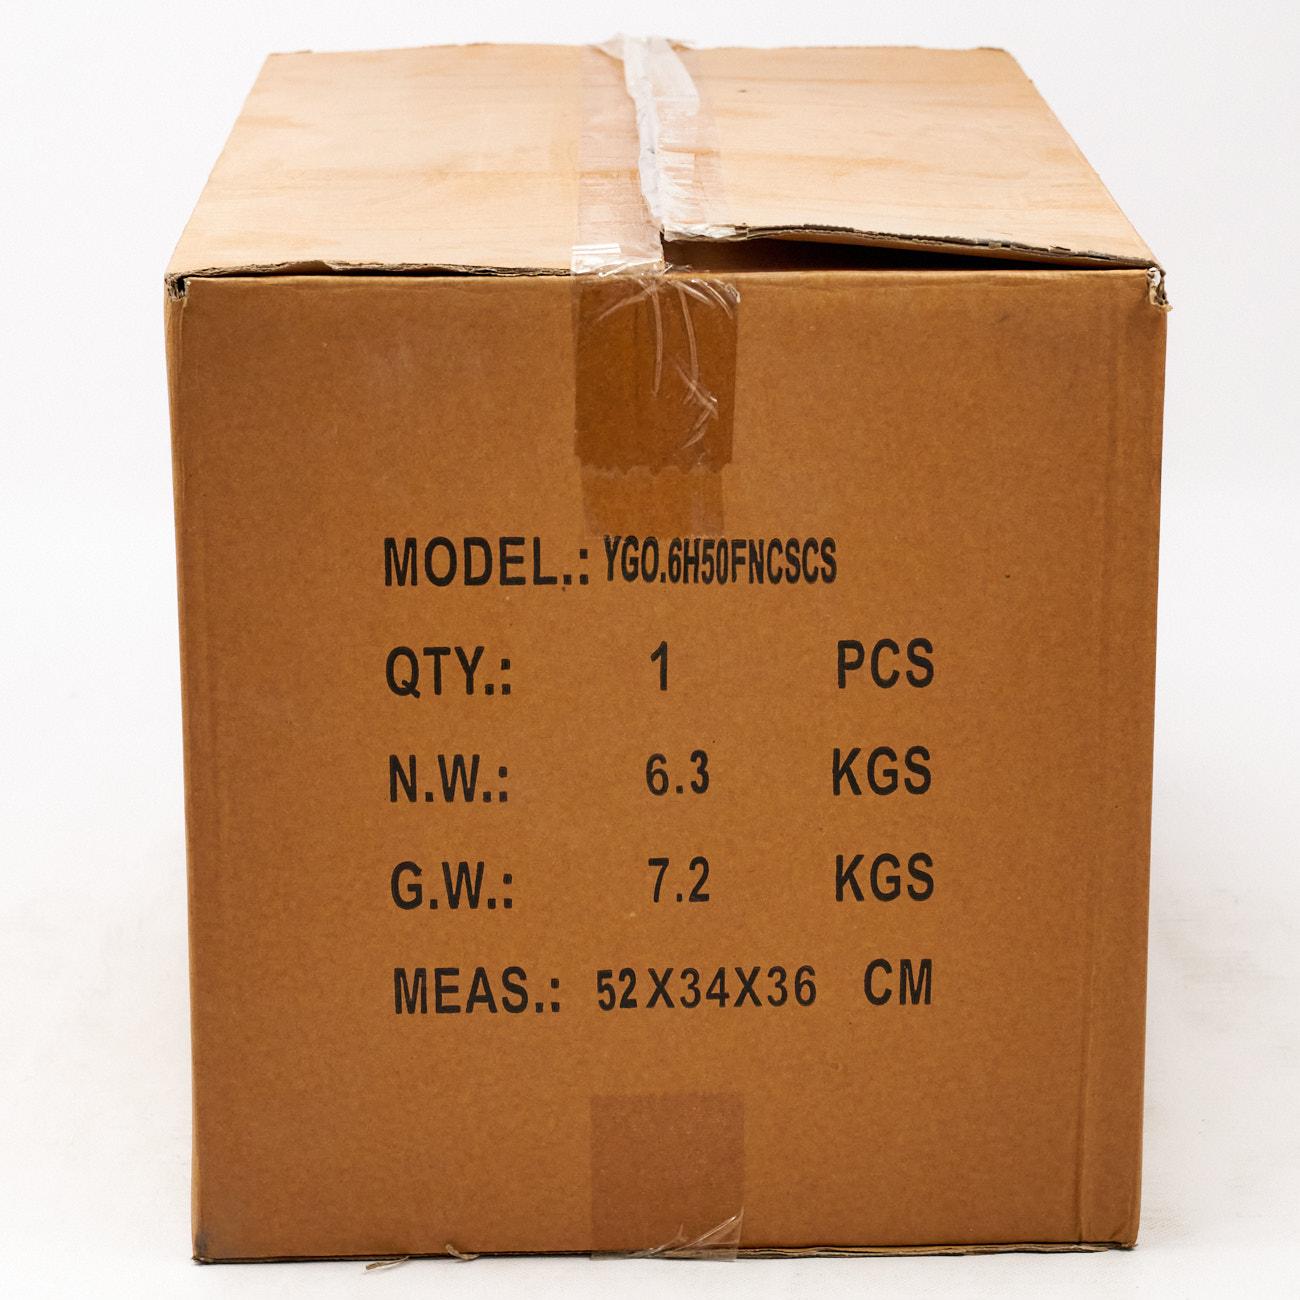 MODEL.: YGO.6H50FNCSCS
QTY.: 1 PCS
N.W.: 6.3 KGS
G.W.: 7.2 KGS
MEAS.: 52X34X36 CM